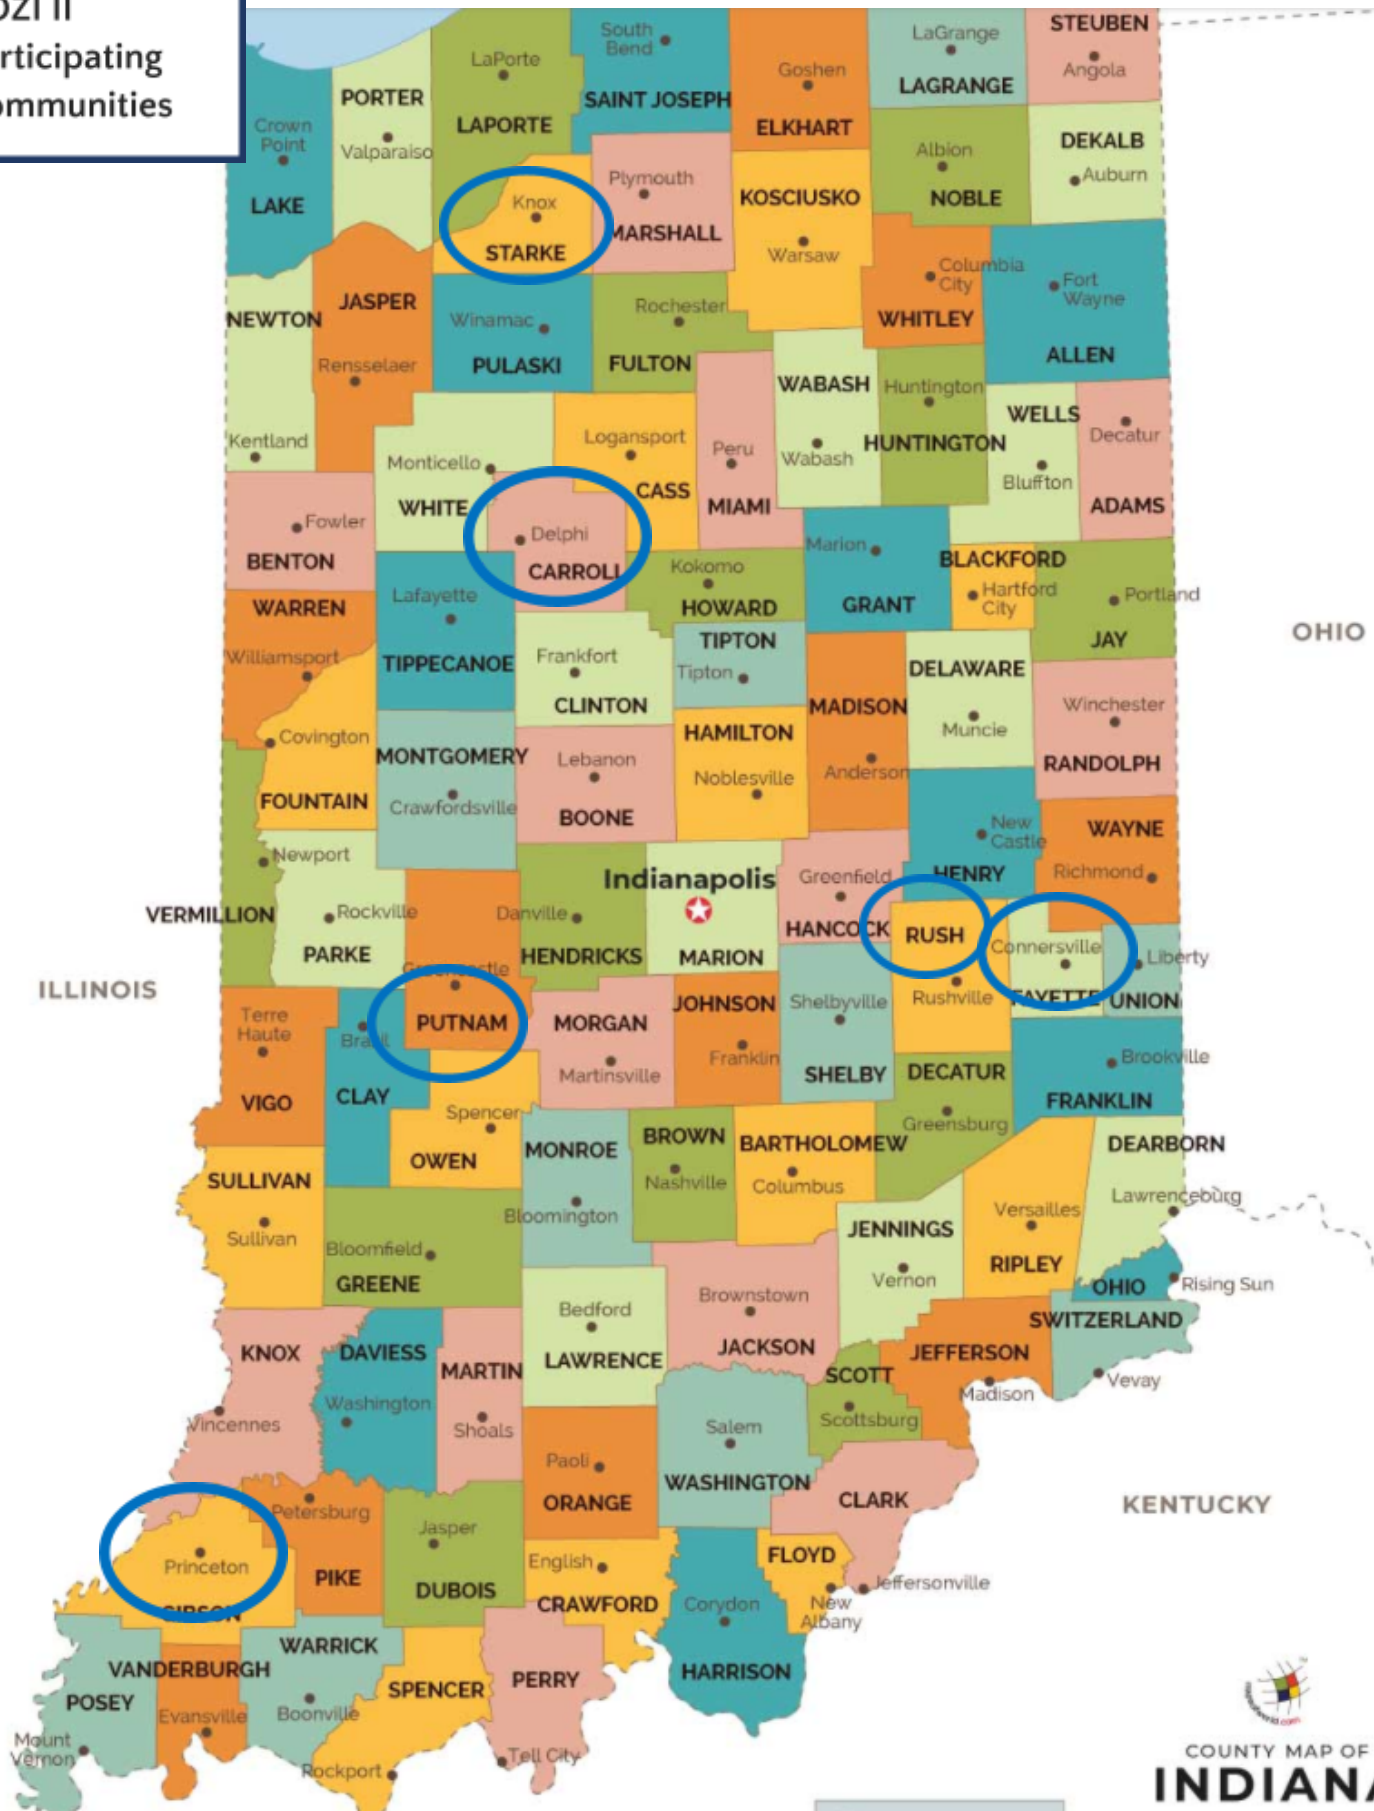 articipating
ommunities
South
Bend
SAINT JOSEPH
LaPorte
LAPORTE
PORTER
Valparaiso
Crown
Point
LAKE
Goshen
ELKHART
LaGrange
LAGRANGE
STEUBEN
Angola
DEKALB
Auburn
Albion
NOBLE
Knox
STARKE
Plymouth
MARSHALL
KOSCIUSKO
Warsaw
Columbia
City
WHITLEY
Fort
Wayne
ALLEN
NEWTON
Kentland
JASPER
Rensselaer
Winamac
PULASKI
Rochester
FULTON
WABASH
Wabash
Huntington
HUNTINGTON
WELLS
Bluffton
Decatur
ADAMS
Monticello
WHITE
Logansport
CASS
Peru
MIAMI
Fowler
BENTON
Delphi
CARROLL
Kokomo
HOWARD
Marion
GRANT
BLACKFORD
Hartford
City
Portland
JAY
OHIO
WARREN
Williamsport
Lafayette
TIPPECANOE
Frankfort
CLINTON
TIPTON
Tipton
MADISON
Anderson
DELAWARE
Muncie
Winchester
RANDOLPH
Covington
FOUNTAIN
MONTGOMERY
Crawfordsville
Lebanon
BOONE
HAMILTON
Noblesville
New
Castle
HENRY
WAYNE
Richmond
Newport
VERMILLION
Rockville
PARKE
Danville
HENDRICKS
Indianapolis
MARION
Greenfield
HANCOCK
RUSH
Rushville
Connersville
FAYETTE
Liberty
UNION
ILLINOIS
Greencastle
PUTNAM
Terre
Haute
VIGO
Brazil
CLAY
MORGAN
Martinsville
JOHNSON
Franklin
Shelbyville
SHELBY
DECATUR
Greensburg
Brookville
FRANKLIN
Spencer
OWEN
MONROE
Bloomington
BROWN
Nashville
BARTHOLOMEW
Columbus
DEARBORN
Lawrenceburg
SULLIVAN
Sullivan
Bloomfield
GREENE
JENNINGS
Vernon
Versailles
RIPLEY
OHIO
Rising Sun
SWITZERLAND
Vevay
Bedford
LAWRENCE
Brownstown
JACKSON
KNOX
Vincennes
DAVIESS
Washington
MARTIN
Shoals
SCOTT
Scottsburg
JEFFERSON
Madison
Salem
WASHINGTON
Paoli
ORANGE
CLARK
Jeffersonville
KENTUCKY
Petersburg
PIKE
Jasper
DUBOIS
Princeton
GIBSON
English
CRAWFORD
FLOYD
New
Albany
Corydon
HARRISON
WARRICK
Boonville
VANDERBURGH
Evansville
POSEY
Mount
Vernon
SPENCER
Rockport
PERRY
Tell City
COUNTY MAP OF
INDIANA